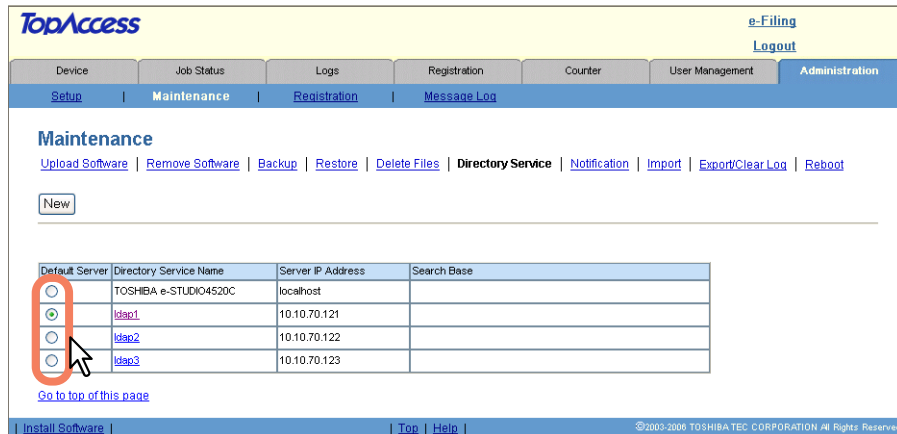 TopAccess
e-Filing
Logout
Device Job Status Logs Registration Counter User Management Administration
Setup | Maintenance | Registration | Message Log
Maintenance
Upload Software | Remove Software | Backup | Restore | Delete Files | Directory Service | Notification | Import | Export/Clear Log | Reboot
New
Default Server Directory Service Name Server IP Address Search Base
TOSHIBA e-STUDIO4520C localhost
ldap1 10.10.70.121
ldap2 10.10.70.122
ldap3 10.10.70.123
Go to top of this page
| Install Software | | Top | Help | ©2003-2006 TOSHIBA TEC CORPORATION All Rights Reserve